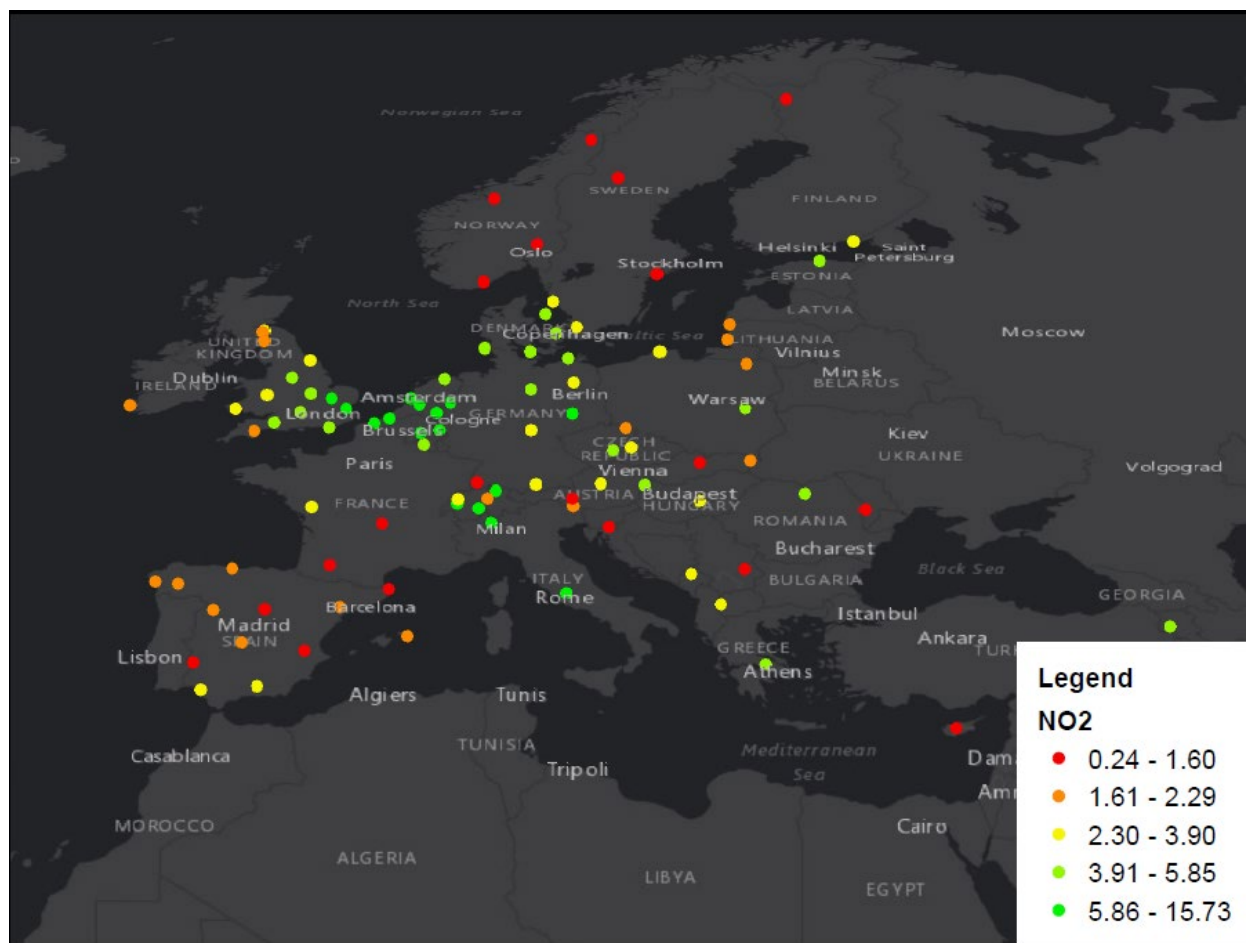 Norwegian Sea
SWEDEN
FINLAND
NORWAY
Oslo
Helsinki
Saint
Petersburg
Stockholm
ESTONIA
North Sea
LATVIA
DENMARK
Copenhagen
Baltic Sea
LITHUANIA
Moscow
UNITED
KINGDOM
Vilnius
Dublin
Minsk
IRELAND
BELARUS
Amsterdam
Berlin
Warsaw
London
GERMANY
Cologne
Brussels
Kiev
CZECH
REPUBLIC
UKRAINE
Paris
Vienna
Volgograd
FRANCE
AUSTRIA
Budapest
HUNGARY
Milan
ROMANIA
Bucharest
Black Sea
ITALY
BULGARIA
GEORGIA
Rome
Barcelona
Istanbul
Madrid
SPAIN
Ankara
GREECE
TUR
Lisbon
Athens
Algiers
Tunis
Casablanca
TUNISIA
Mediterranean
Sea
Dama
Tripoli
Am
MOROCCO
Cairo
ALGERIA
LIBYA
EGYPT
Legend
NO2
0.24 - 1.60
1.61 - 2.29
2.30 - 3.90
3.91 - 5.85
5.86 - 15.73